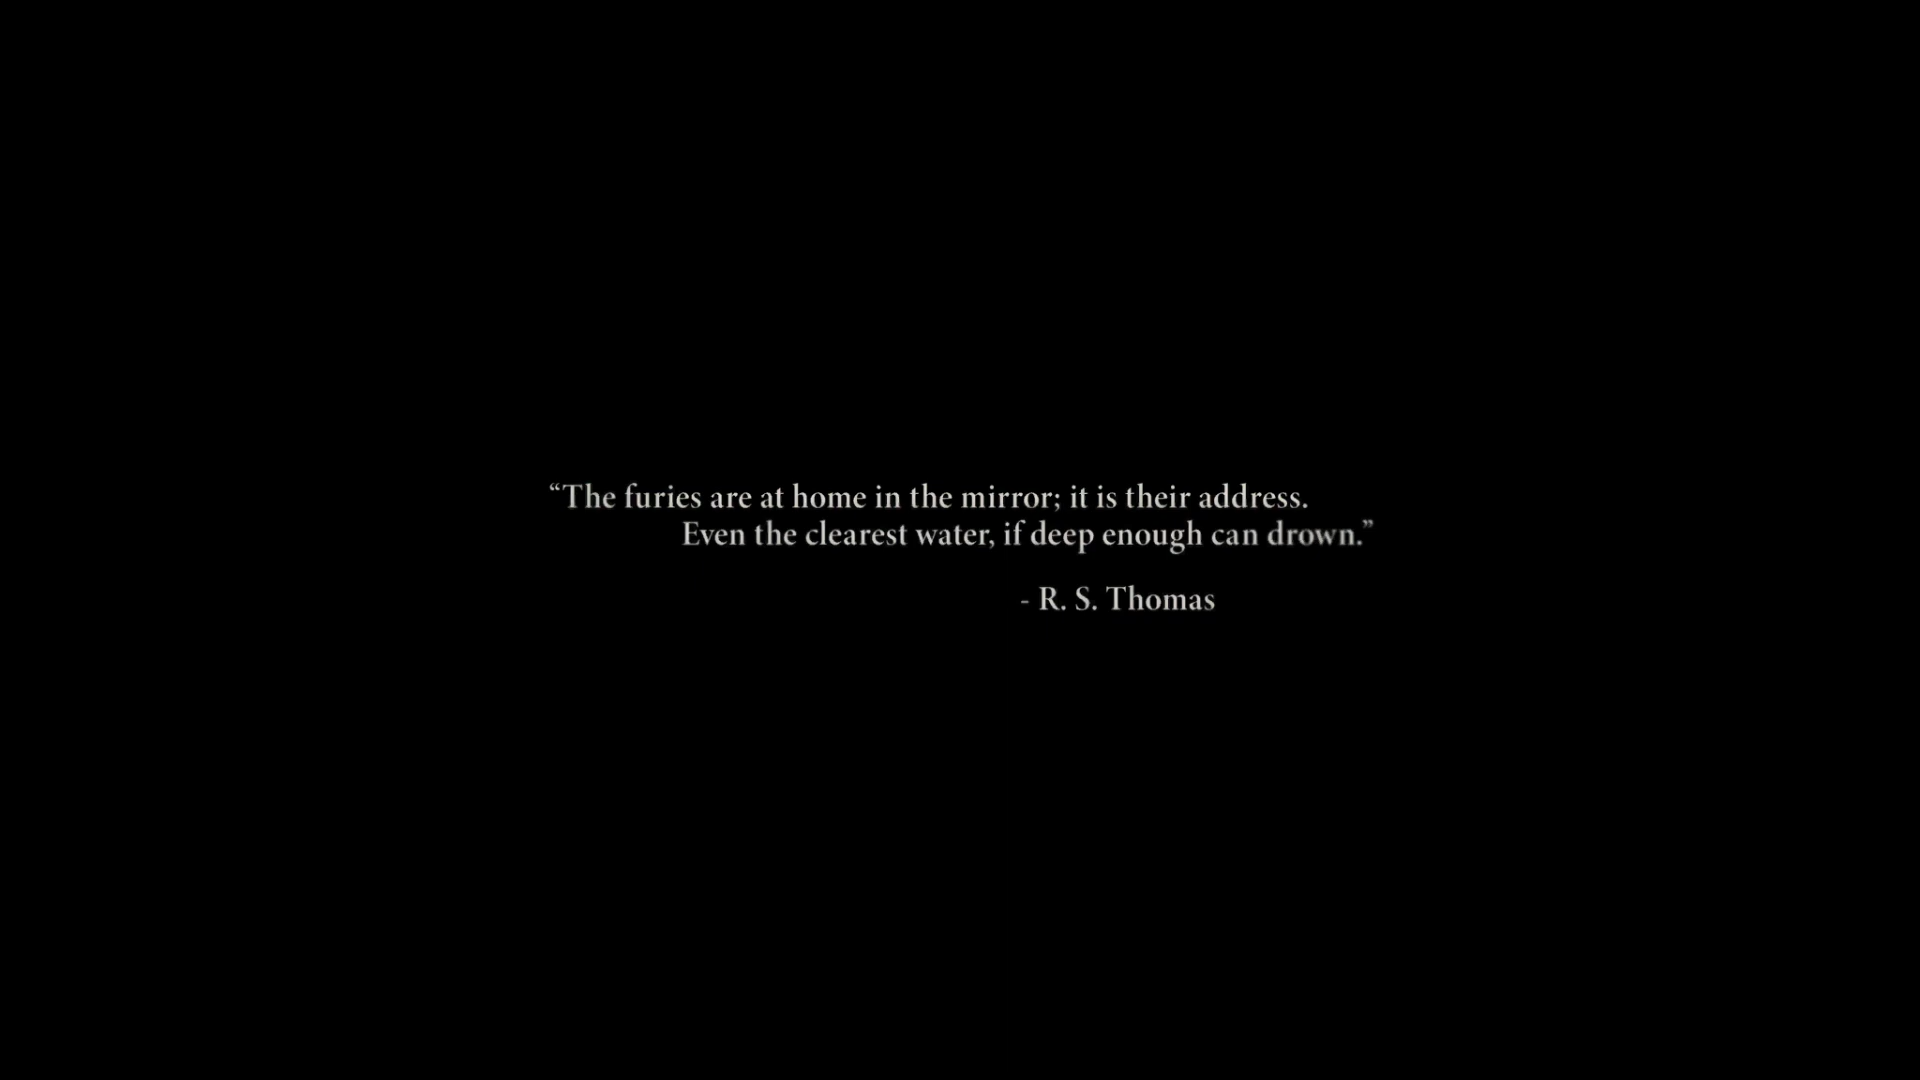 “The furies are at home in the mirror; it is their address.
Even the clearest water, if deep enough can drown.”
- R. S. Thomas